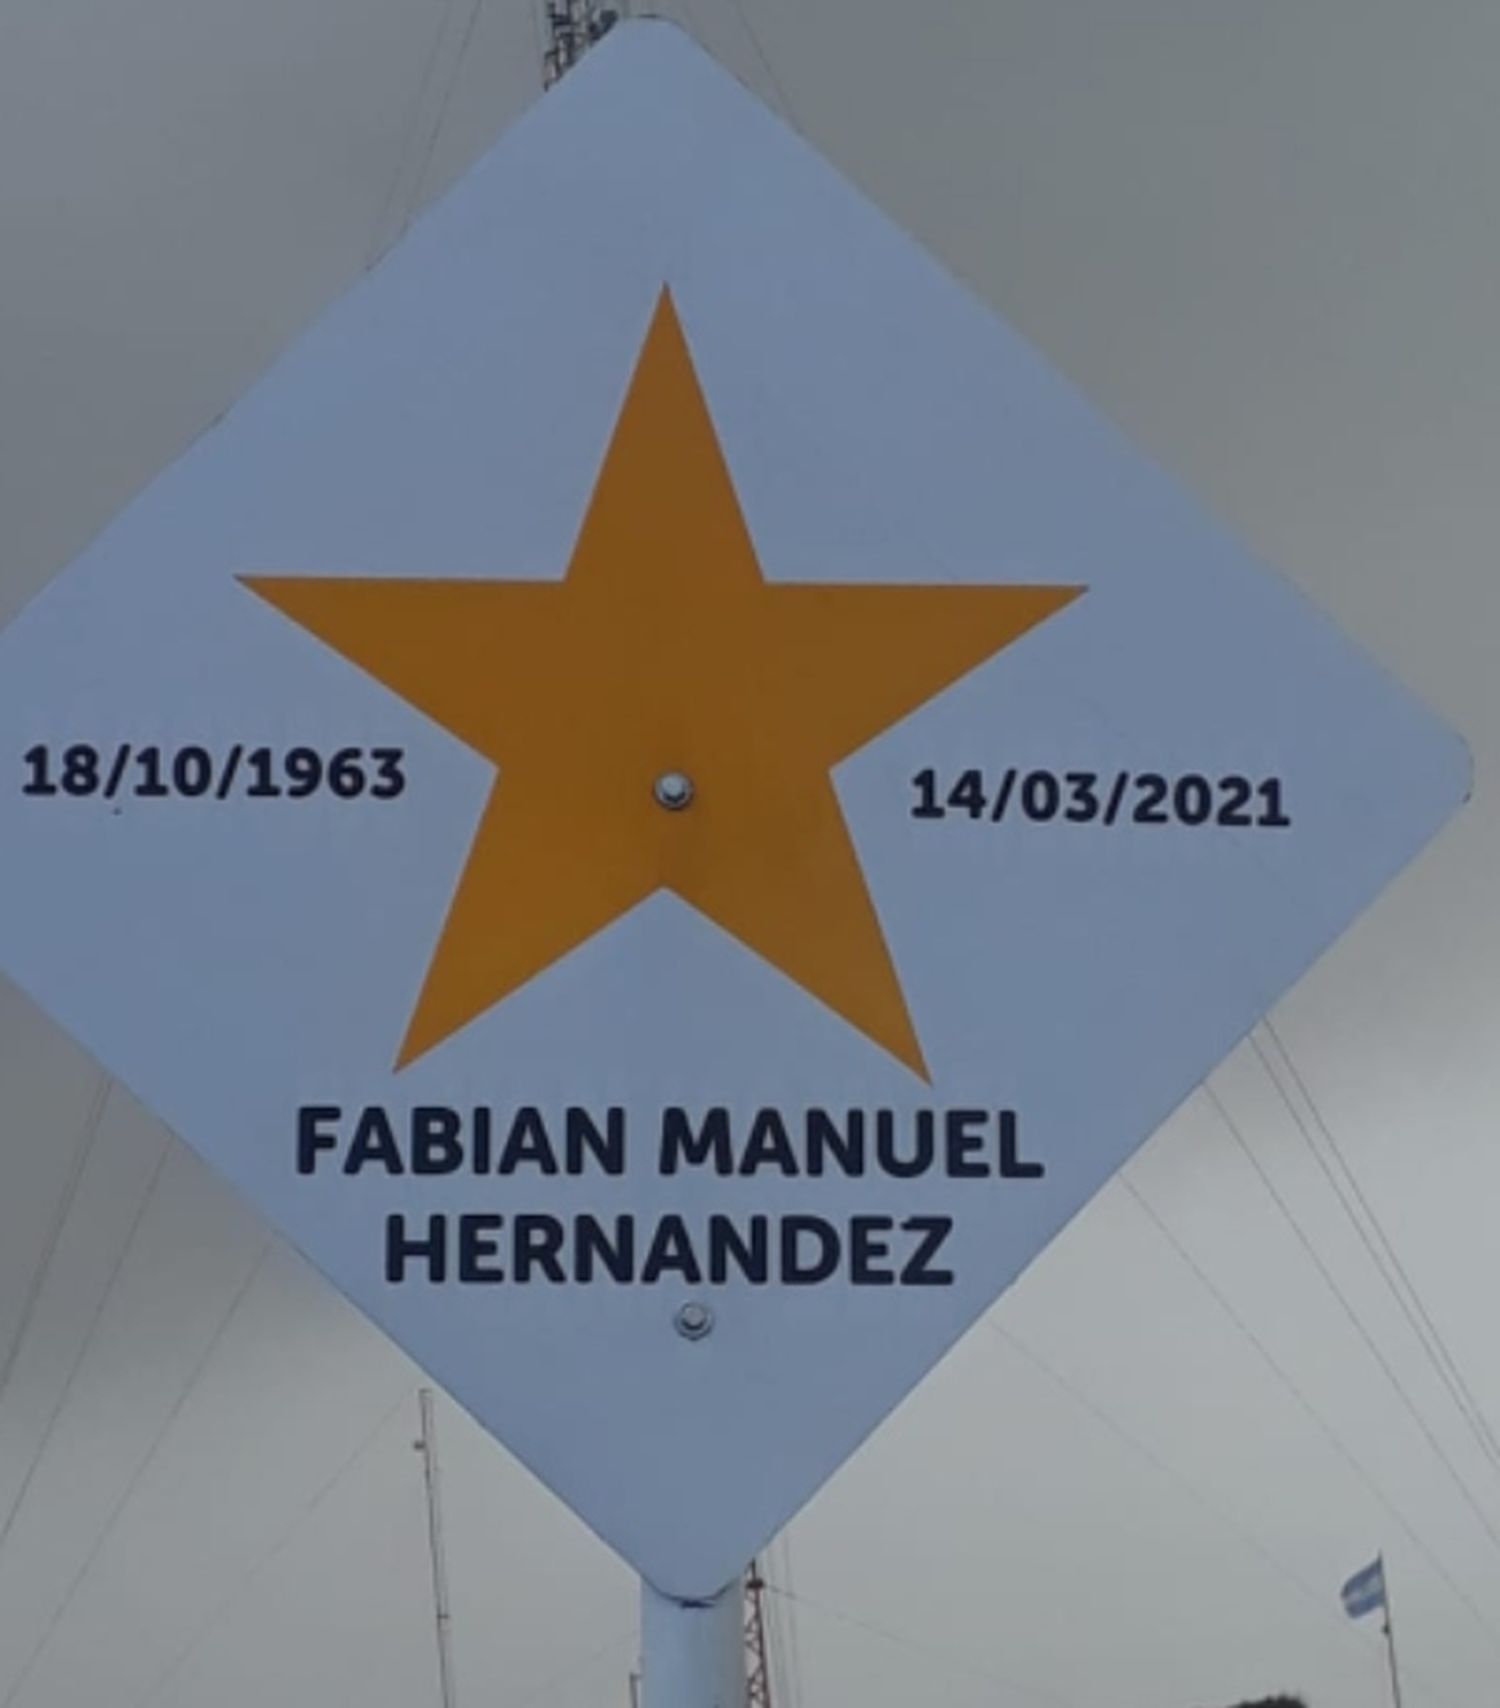 18/10/1963
14/03/2021
FABIAN MANUEL
HERNANDEZ